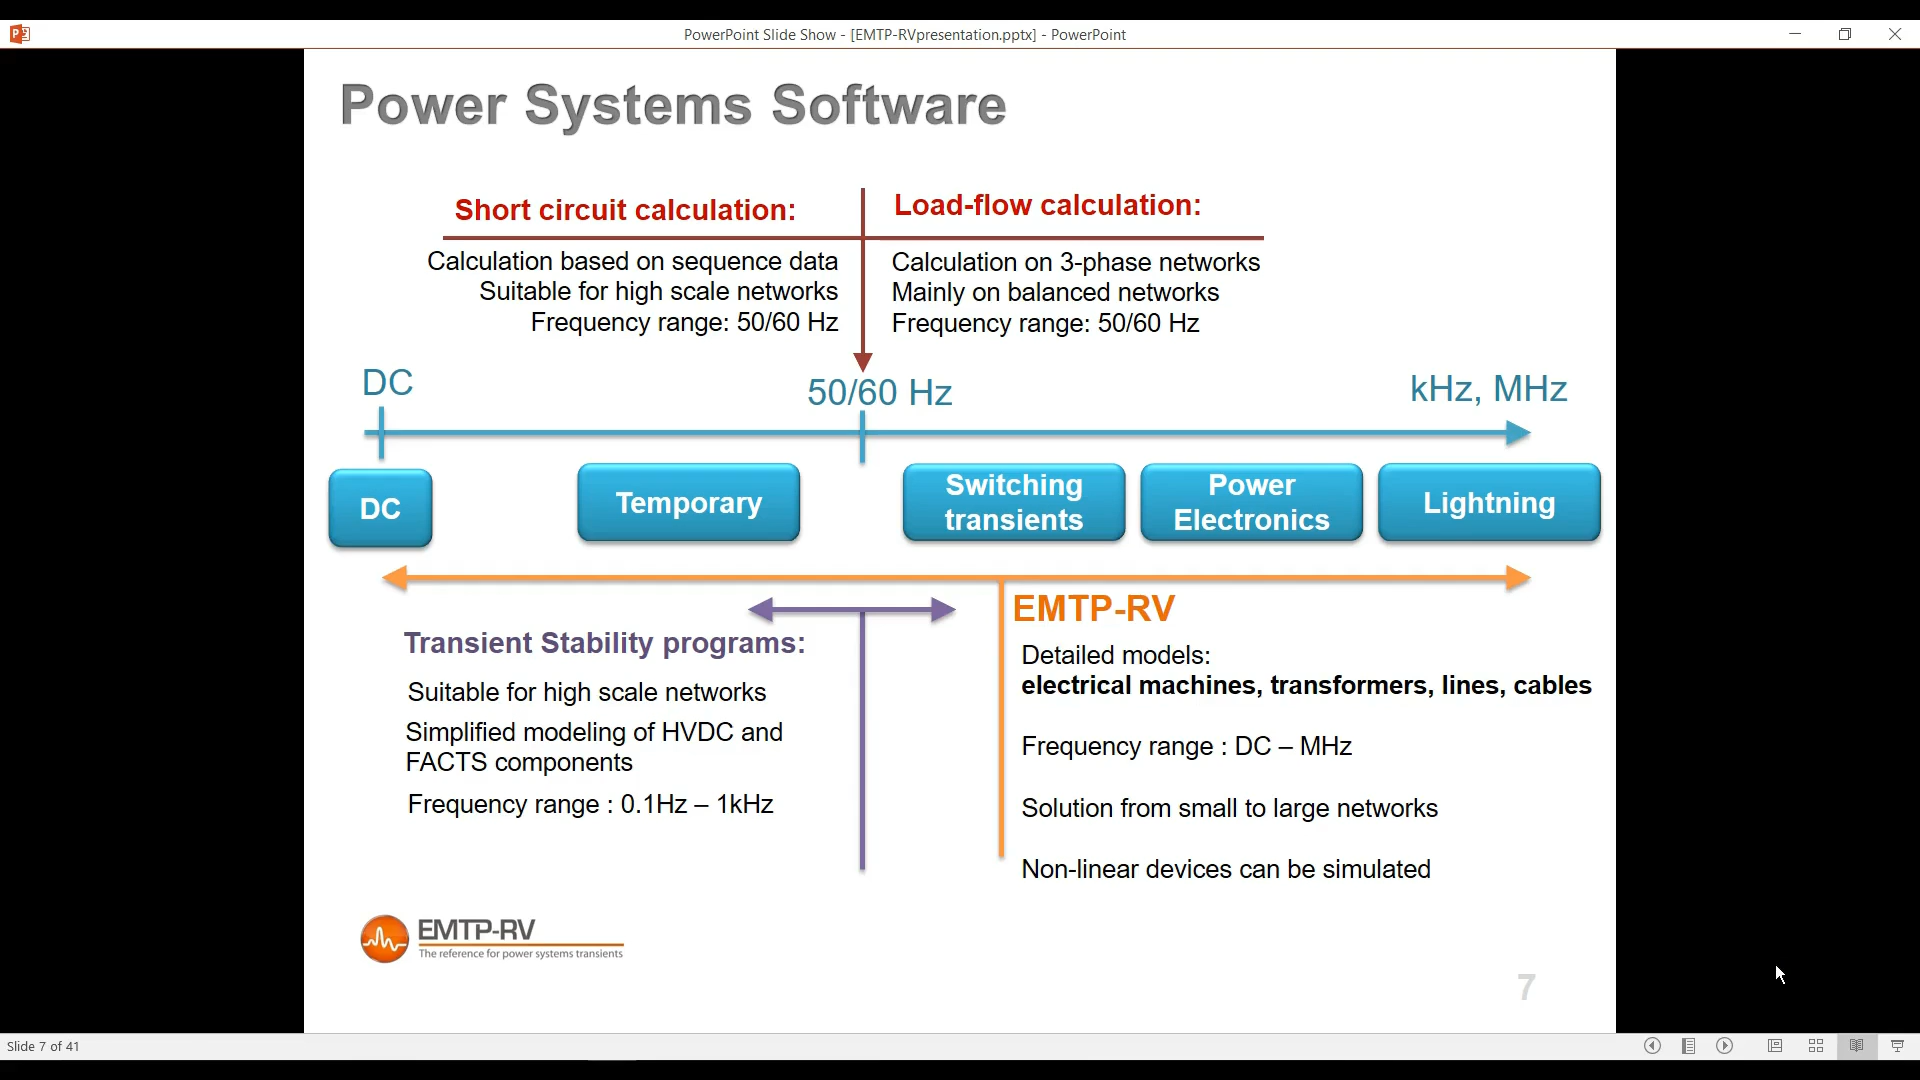 PowerPoint Slide Show - [EMTP-RVpresentation.pptx] - PowerPoint
Power Systems Software
Short circuit calculation:
Calculation based on sequence data
Suitable for high scale networks
Frequency range: 50/60 Hz
Load-flow calculation:
Calculation on 3-phase networks
Mainly on balanced networks
Frequency range: 50/60 Hz
DC
50/60 Hz
kHz, MHz
DC
Temporary
Switching
transients
Power
Electronics
Lightning
Transient Stability programs:
Suitable for high scale networks
Simplified modeling of HVDC and
FACTS components
Frequency range : 0.1Hz – 1kHz
EMTP-RV
Detailed models:
electrical machines, transformers, lines, cables
Frequency range : DC – MHz
Solution from small to large networks
Non-linear devices can be simulated
EMTP-RV
The reference for power systems transients
7
Slide 7 of 41